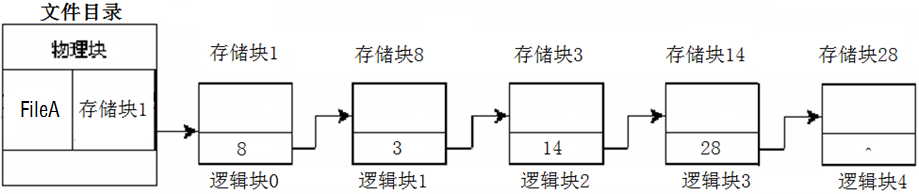 文件目录
物理块
FileA 存储块1
存储块1 存储块8 存储块3 存储块14 存储块28
8 3 14 28 ^
逻辑块0 逻辑块1 逻辑块2 逻辑块3 逻辑块4